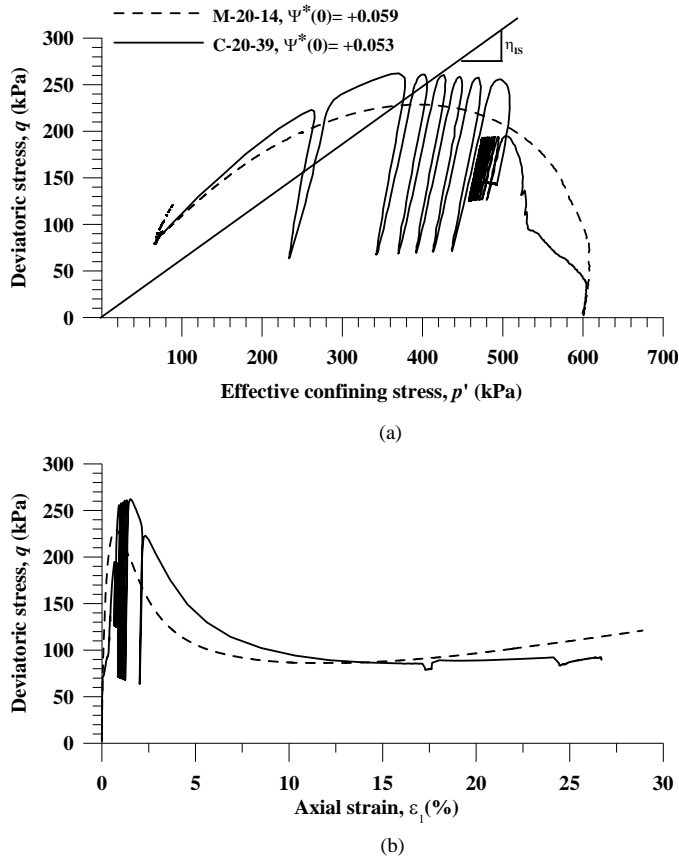 M-20-14, Ψ*(0)= +0.059
C-20-39, Ψ*(0)= +0.053
η_IS
Deviatoric stress, q (kPa)
300
250
200
150
100
50
0
100 200 300 400 500 600 700
Effective confining stress, p' (kPa)
(a)
Deviatoric stress, q (kPa)
300
250
200
150
100
50
0
0 5 10 15 20 25 30
Axial strain, ε₁(%)
(b)